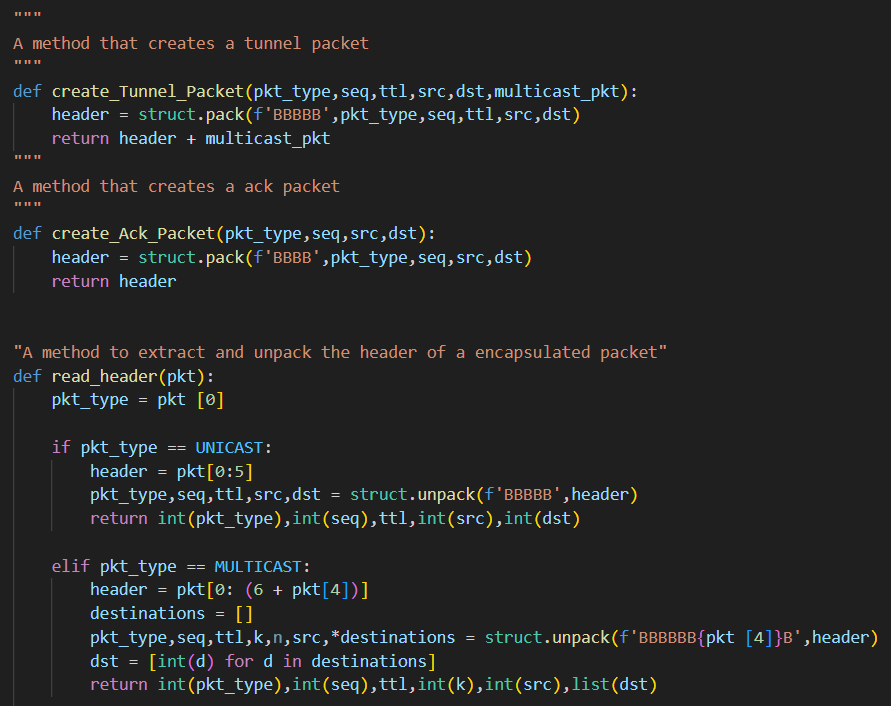 """
A method that creates a tunnel packet
"""
def create_Tunnel_Packet(pkt_type,seq,ttl,src,dst,multicast_pkt):
    header = struct.pack(f'BBBBB',pkt_type,seq,ttl,src,dst)
    return header + multicast_pkt
"""
A method that creates a ack packet
"""
def create_Ack_Packet(pkt_type,seq,src,dst):
    header = struct.pack(f'BBBB',pkt_type,seq,src,dst)
    return header
"A method to extract and unpack the header of a encapsulated packet"
def read_header(pkt):
    pkt_type = pkt [0]
    if pkt_type == UNICAST:
        header = pkt[0:5]
        pkt_type,seq,ttl,src,dst = struct.unpack(f'BBBBB',header)
        return int(pkt_type),int(seq),ttl,int(src),int(dst)
    elif pkt_type == MULTICAST:
        header = pkt[0: (6 + pkt[4])]
        destinations = []
        pkt_type,seq,ttl,k,n,src,*destinations = struct.unpack(f'BBBBBB{pkt [4]}B',header)
        dst = [int(d) for d in destinations]
        return int(pkt_type),int(seq),ttl,int(k),int(src),list(dst)